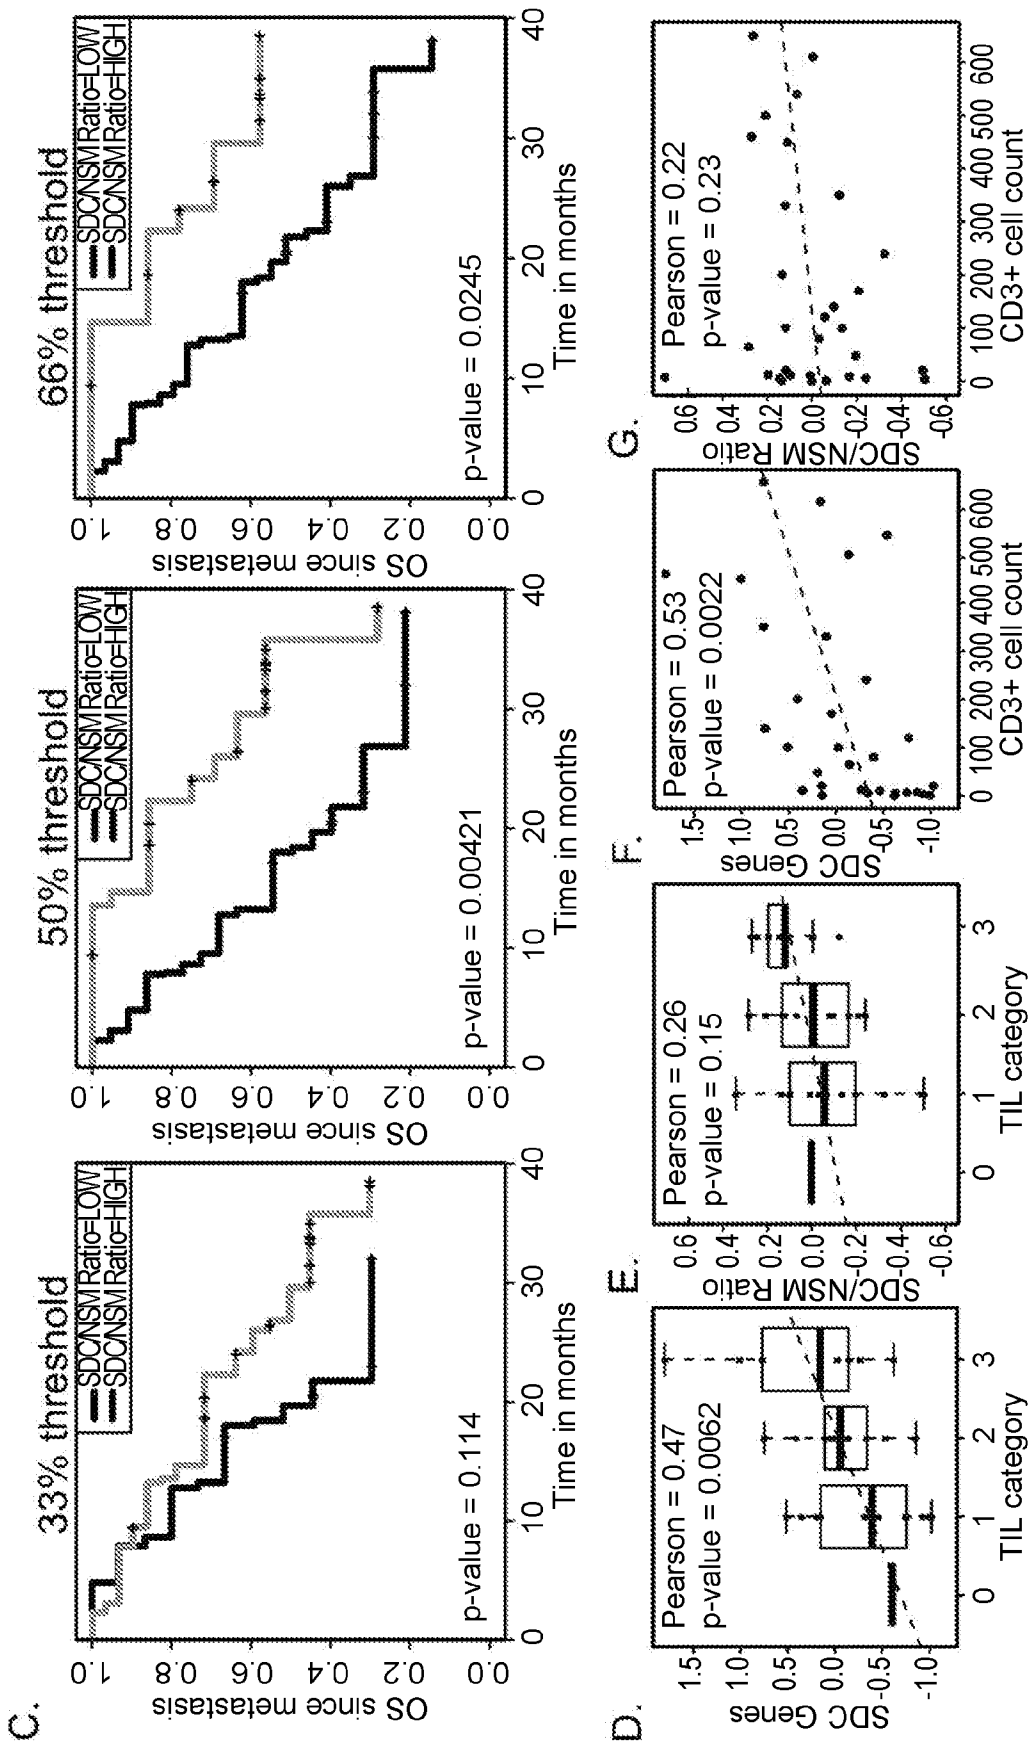 C.
33% threshold
SDC/NSM Ratio=LOW
SDC/NSM Ratio=HIGH
OS since metastasis
1.0
0.8
0.6
0.4
0.2
0.0
p-value = 0.114
0 10 20 30 40
Time in months
50% threshold
SDC/NSM Ratio=LOW
SDC/NSM Ratio=HIGH
OS since metastasis
1.0
0.8
0.6
0.4
0.2
0.0
p-value = 0.00421
0 10 20 30 40
Time in months
66% threshold
SDC/NSM Ratio=LOW
SDC/NSM Ratio=HIGH
OS since metastasis
1.0
0.8
0.6
0.4
0.2
0.0
p-value = 0.0245
0 10 20 30 40
Time in months
D.
Pearson = 0.47
p-value = 0.0062
SDC Genes
1.5
1.0
0.5
0.0
-0.5
-1.0
0 1 2 3
TIL category
E.
Pearson = 0.26
p-value = 0.15
SDC/NSM Ratio
0.6
0.4
0.2
0.0
-0.2
-0.4
-0.6
0 1 2 3
TIL category
F.
Pearson = 0.53
p-value = 0.0022
SDC Genes
1.5
1.0
0.5
0.0
-0.5
-1.0
0 100 200 300 400 500 600
CD3+ cell count
G.
Pearson = 0.22
p-value = 0.23
SDC/NSM Ratio
0.6
0.4
0.2
0.0
-0.2
-0.4
-0.6
0 100 200 300 400 500 600
CD3+ cell count